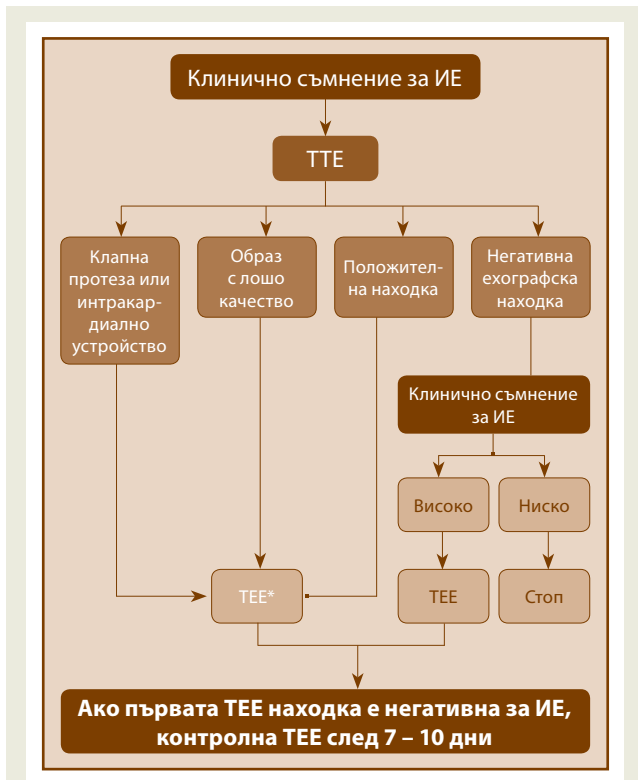 Клинично съмнение за ИЕ
ТТЕ
Клапна
протеза или
интракар-
диално
устройство
Образ
с лошо
качество
Положител-
на находка
Негативна
ехографска
находка
Клинично съмнение
за ИЕ
Високо
Ниско
ТЕЕ*
ТЕЕ
Стоп
Ако първата ТЕЕ находка е негативна за ИЕ,
контролна ТЕЕ след 7 – 10 дни